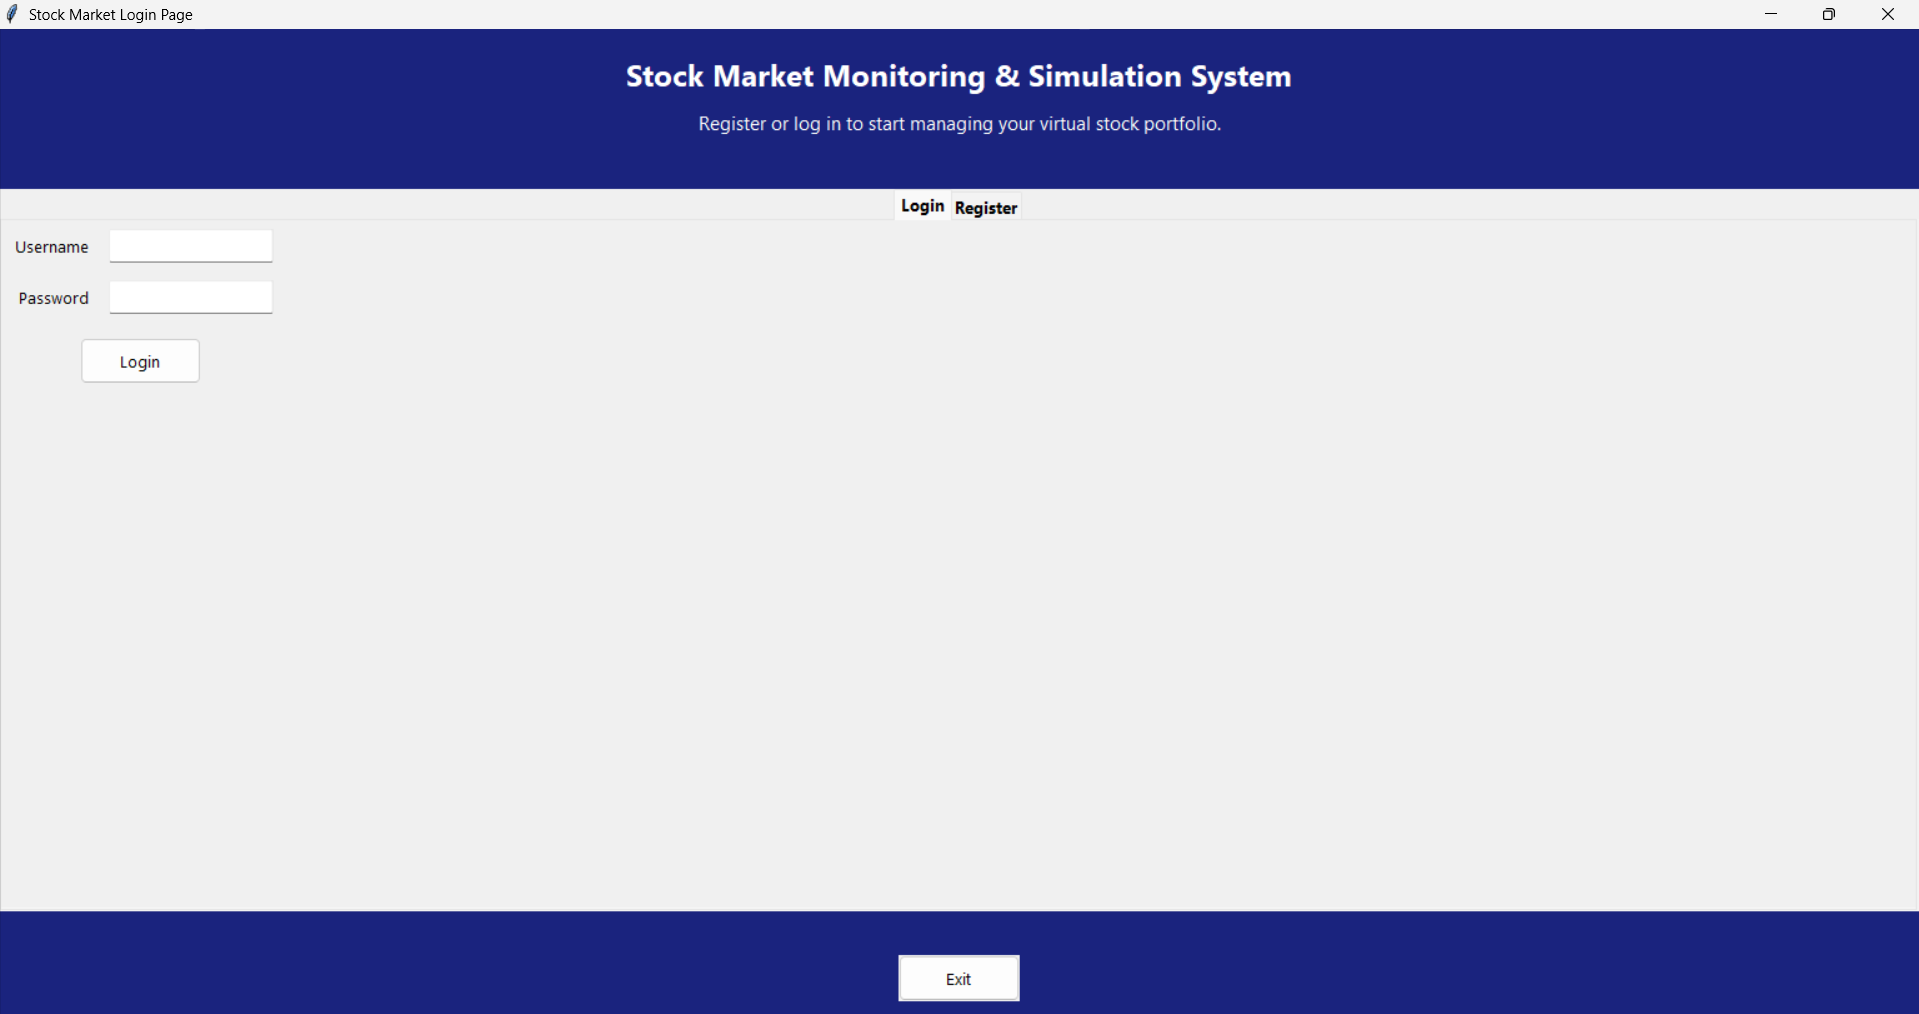 Stock Market Login Page
Stock Market Monitoring & Simulation System
Register or log in to start managing your virtual stock portfolio.
Login Register
Username
Password
Login
Exit